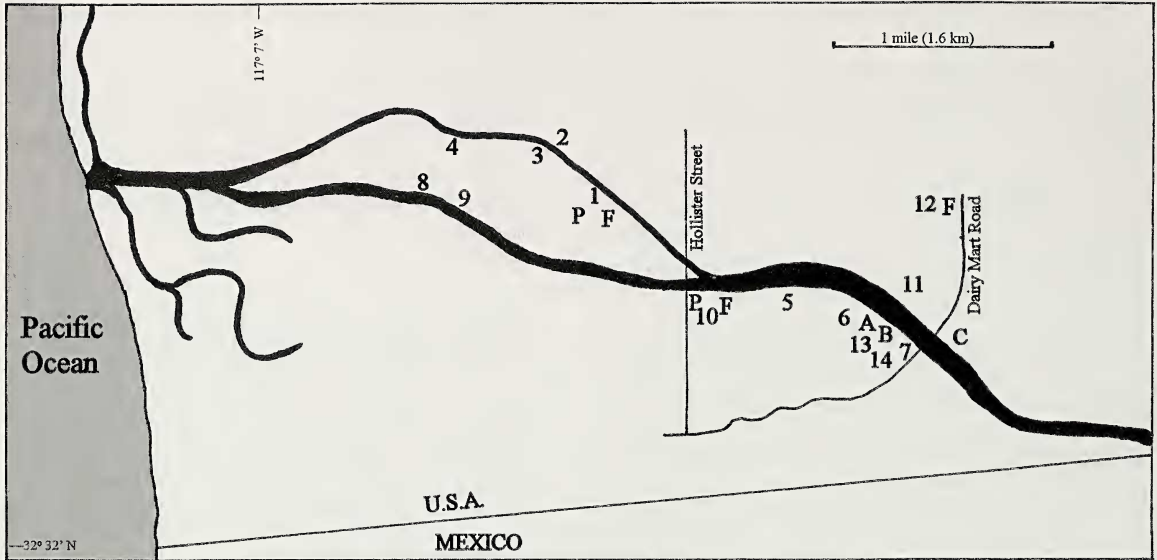 117° 7' W
1 mile (1.6 km)
2
4
3
Hollister Street
8
9
1
P F
12 F
Dairy Mart Road
P
10 F
5
11
6
A
B
C
13
14
7
Pacific
Ocean
U.S.A.
MEXICO
32° 32' N